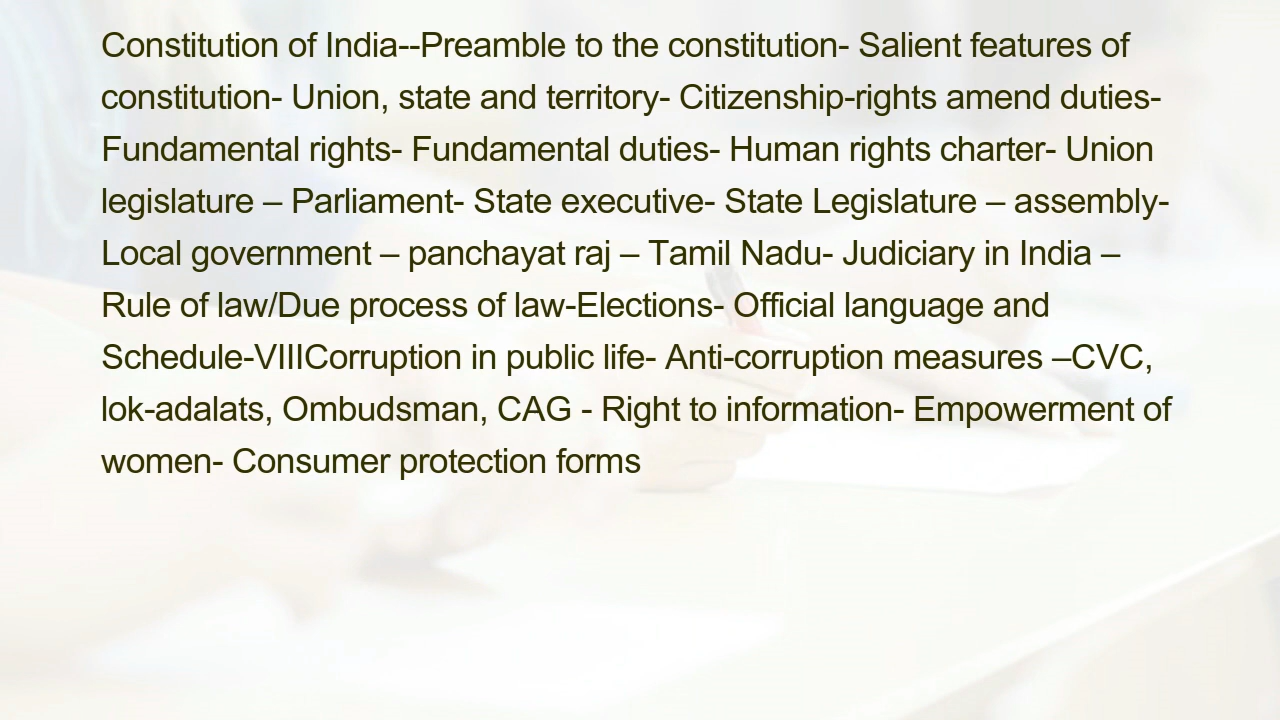 Constitution of India--Preamble to the constitution- Salient features of
constitution- Union, state and territory- Citizenship-rights amend duties-
Fundamental rights- Fundamental duties- Human rights charter- Union
legislature – Parliament- State executive- State Legislature – assembly-
Local government – panchayat raj – Tamil Nadu- Judiciary in India –
Rule of law/Due process of law-Elections- Official language and
Schedule-VIIICorruption in public life- Anti-corruption measures –CVC,
lok-adalats, Ombudsman, CAG - Right to information- Empowerment of
women- Consumer protection forms